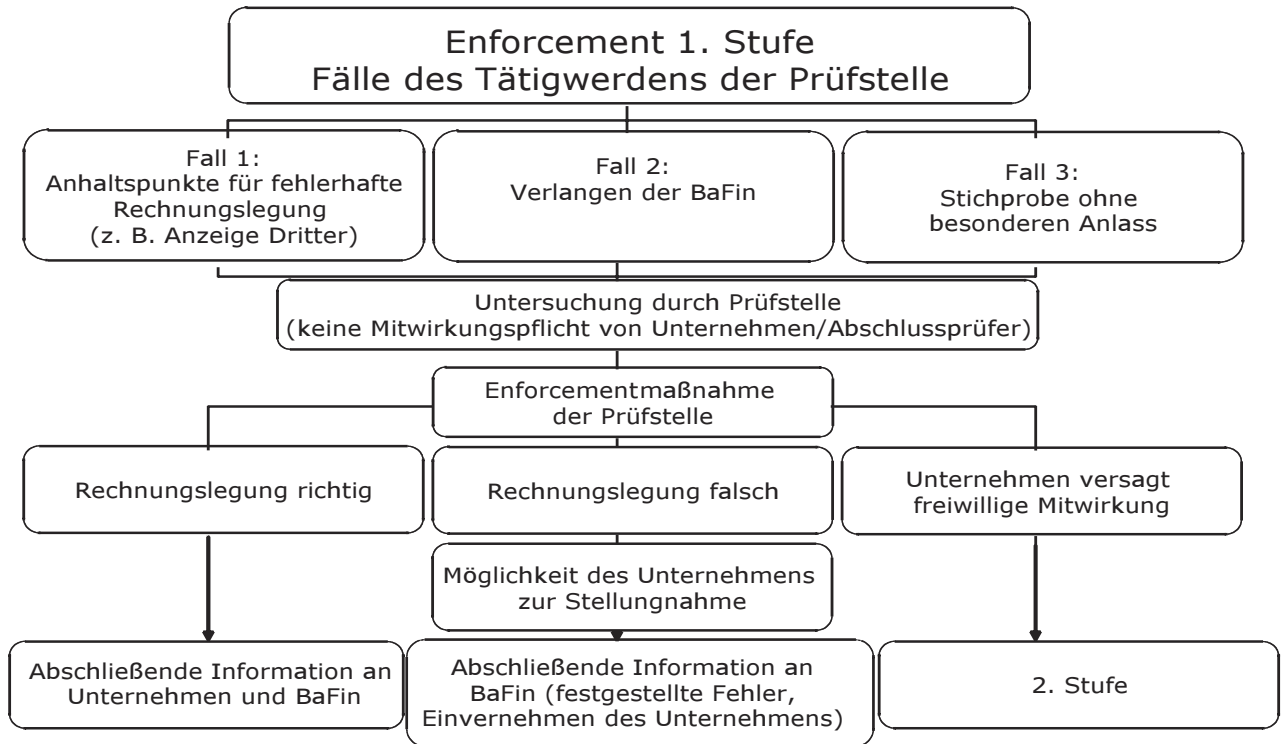 Enforcement 1. Stufe
Fälle des Tätigwerdens der Prüfstelle
Fall 1:
Anhaltspunkte für fehlerhafte
Rechnungslegung
(z. B. Anzeige Dritter)
Fall 2:
Verlangen der BaFin
Fall 3:
Stichprobe ohne
besonderen Anlass
Untersuchung durch Prüfstelle
(keine Mitwirkungspflicht von Unternehmen/Abschlussprüfer)
Enforcementmaßnahme
der Prüfstelle
Rechnungslegung richtig
Rechnungslegung falsch
Unternehmen versagt
freiwillige Mitwirkung
Möglichkeit des Unternehmens
zur Stellungnahme
Abschließende Information an
Unternehmen und BaFin
Abschließende Information an
BaFin (festgestellte Fehler,
Einvernehmen des Unternehmens)
2. Stufe